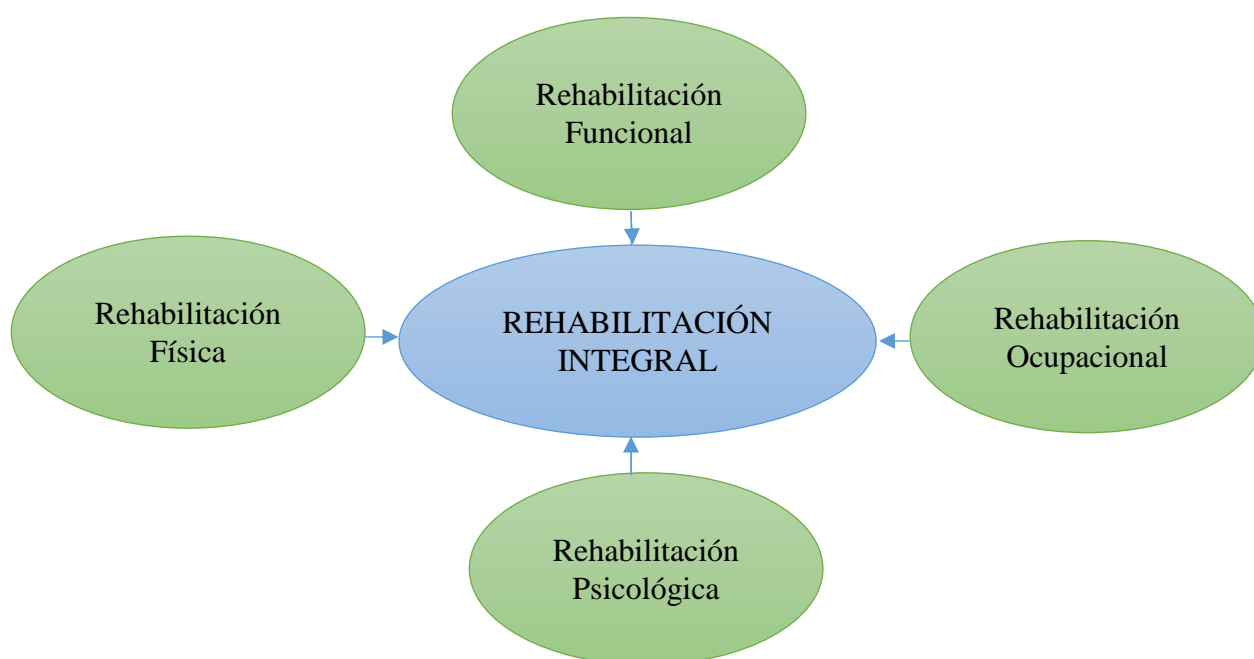 Rehabilitación
Funcional
Rehabilitación
Física
REHABILITACIÓN
INTEGRAL
Rehabilitación
Ocupacional
Rehabilitación
Psicológica